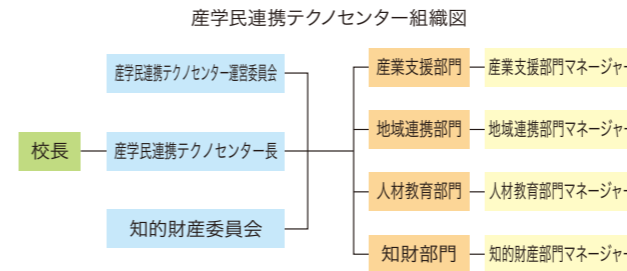 産学民連携テクノセンター組織図
産学民連携テクノセンター運営委員会
産業支援部門
産業支援部門マネージャー
地域連携部門
地域連携部門マネージャー
校長
産学民連携テクノセンター長
人材教育部門
人材教育部門マネージャー
知的財産委員会
知財部門
知的財産部門マネージャー